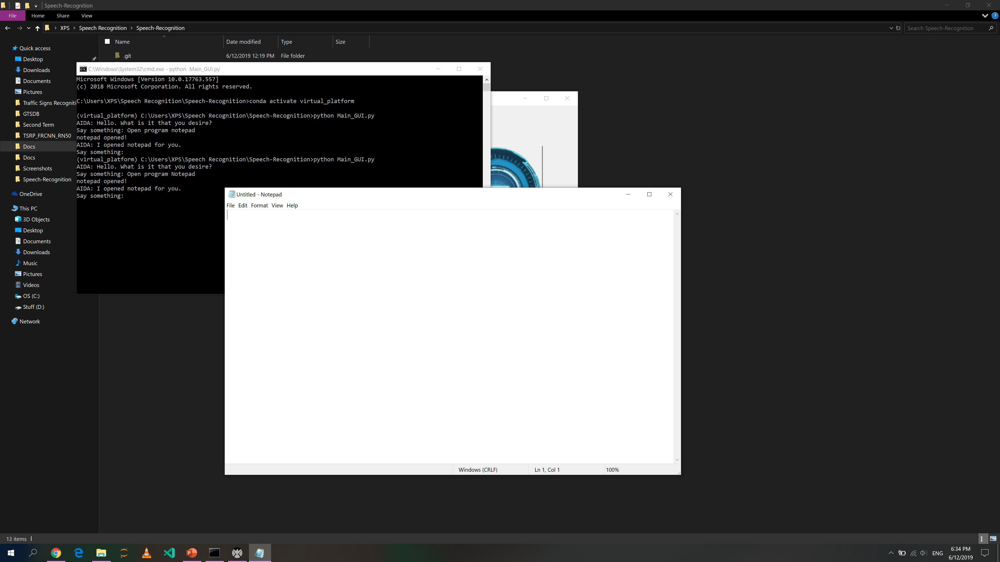 Speech-Recognition
File Home Share View
XPS Speech Recognition Speech-Recognition
Search Speech-Recognition
Name Date modified Type Size
.git 6/12/2019 12:19 PM File folder
Quick access
Desktop
Downloads
Documents
Pictures
Traffic Signs Recogniti
GTSDB
Second Term
TSRP_FRCNN_RN50
Docs
Docs
Screenshots
Speech-Recognition
OneDrive
This PC
3D Objects
Desktop
Documents
Downloads
Music
Pictures
Videos
OS (C:)
Stuff (D:)
Network
C:\Windows\System32\cmd.exe - python  Main_GUI.py
Microsoft Windows [Version 10.0.17763.557]
(c) 2018 Microsoft Corporation. All rights reserved.
C:\Users\XPS\Speech Recognition\Speech-Recognition>conda activate virtual_platform
(virtual_platform) C:\Users\XPS\Speech Recognition\Speech-Recognition>python Main_GUI.py
AIDA: Hello. What is it that you desire?
Say something: Open program notepad
notepad opened!
AIDA: I opened notepad for you.
Say something:
(virtual_platform) C:\Users\XPS\Speech Recognition\Speech-Recognition>python Main_GUI.py
AIDA: Hello. What is it that you desire?
Say something: Open program Notepad
notepad opened!
AIDA: I opened notepad for you.
Say something:
Untitled - Notepad
File Edit Format View Help
Windows (CRLF) Ln 1, Col 1 100%
13 items
ENG
6:34 PM
6/12/2019